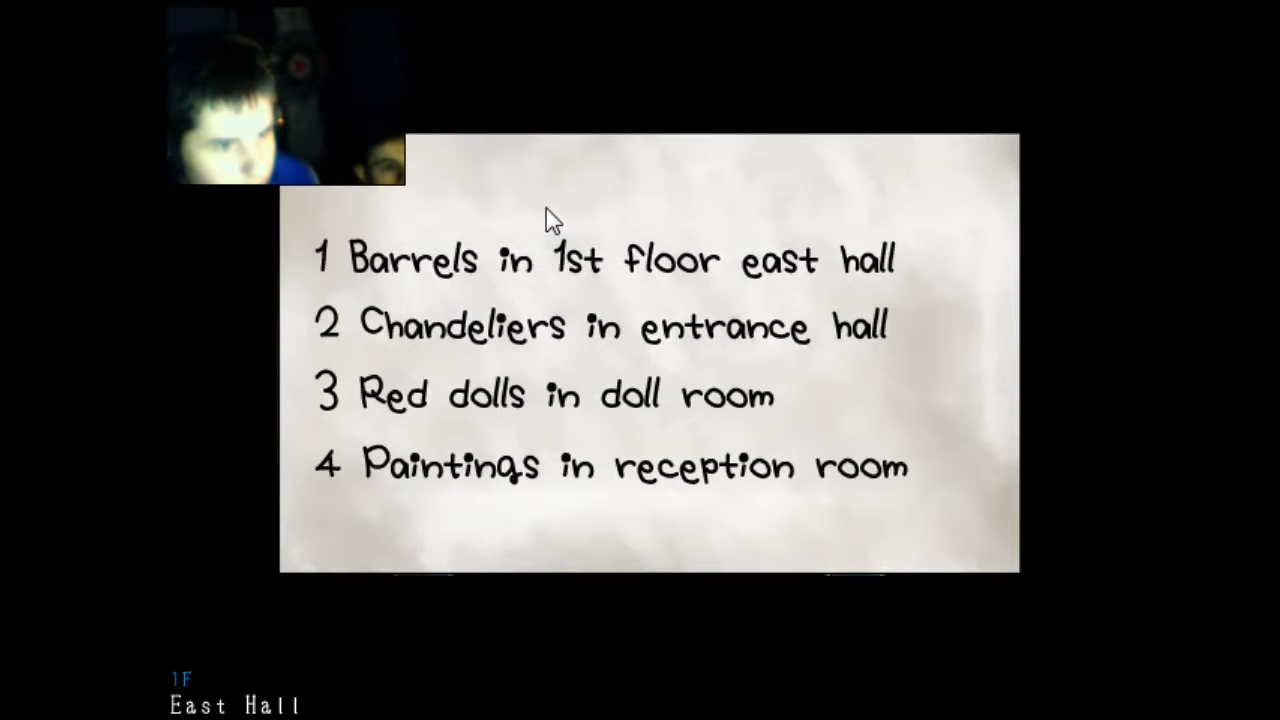 1 Barrels in 1st floor east hall
2 Chandeliers in entrance hall
3 Red dolls in doll room
4 Paintings in reception room
1F
East Hall